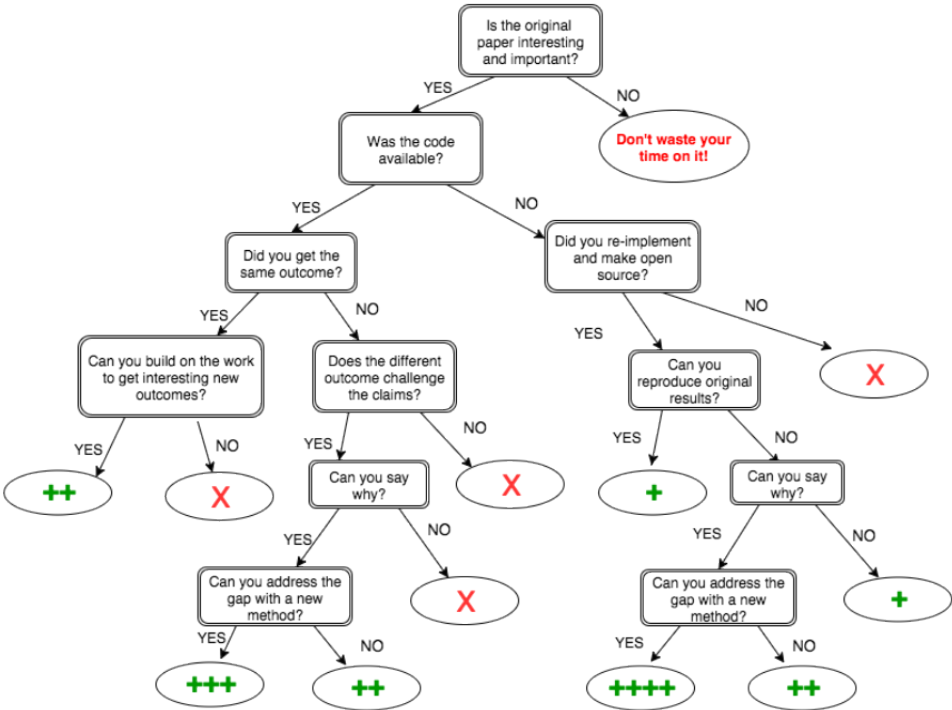 Is the original
paper interesting
and important?
YES
NO
Was the code
available?
Don't waste your
time on it!
YES
NO
Did you get the
same outcome?
Did you re-implement
and make open
source?
YES
NO
YES
NO
Can you build on the work
to get interesting new
outcomes?
Does the different
outcome challenge
the claims?
Can you
reproduce original
results?
X
YES
NO
YES
NO
YES
NO
++
X
Can you say
why?
X
+
Can you say
why?
YES
NO
YES
NO
Can you address the
gap with a new
method?
X
Can you address the
gap with a new
method?
+
YES
NO
YES
NO
+++
++
++++
++